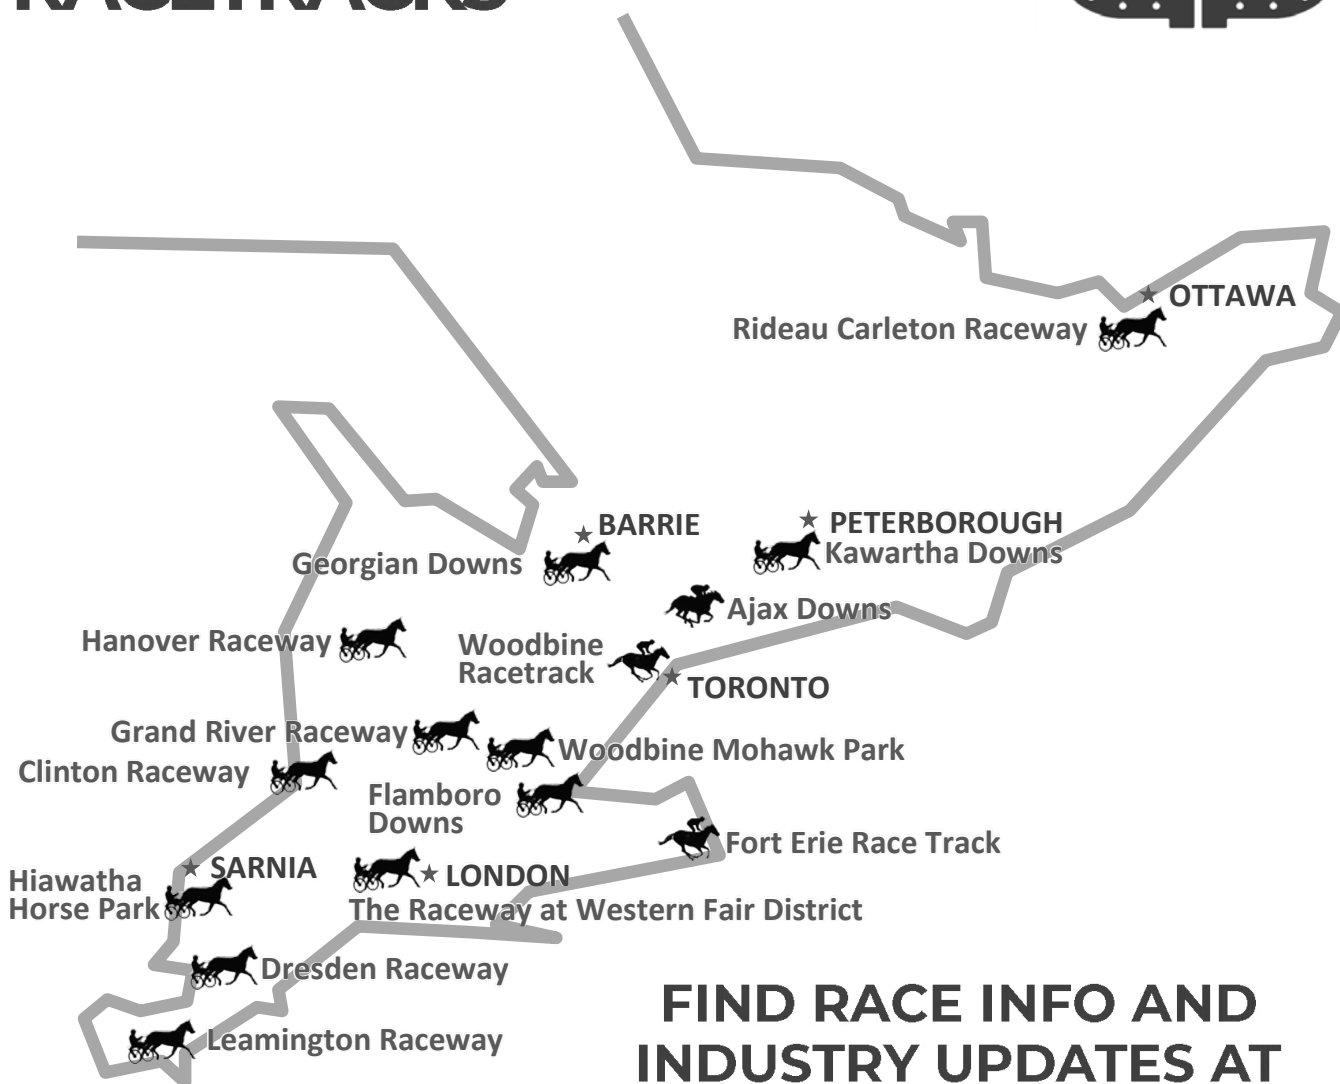 RACETRACKS
OTTAWA
Rideau Carleton Raceway
BARRIE
PETERBOROUGH
Georgian Downs
Kawartha Downs
Ajax Downs
Hanover Raceway
Woodbine
Racetrack
TORONTO
Grand River Raceway
Woodbine Mohawk Park
Clinton Raceway
Flamboro
Downs
Fort Erie Race Track
SARNIA
LONDON
Hiawatha
Horse Park
The Raceway at Western Fair District
Dresden Raceway
Leamington Raceway
FIND RACE INFO AND
INDUSTRY UPDATES AT